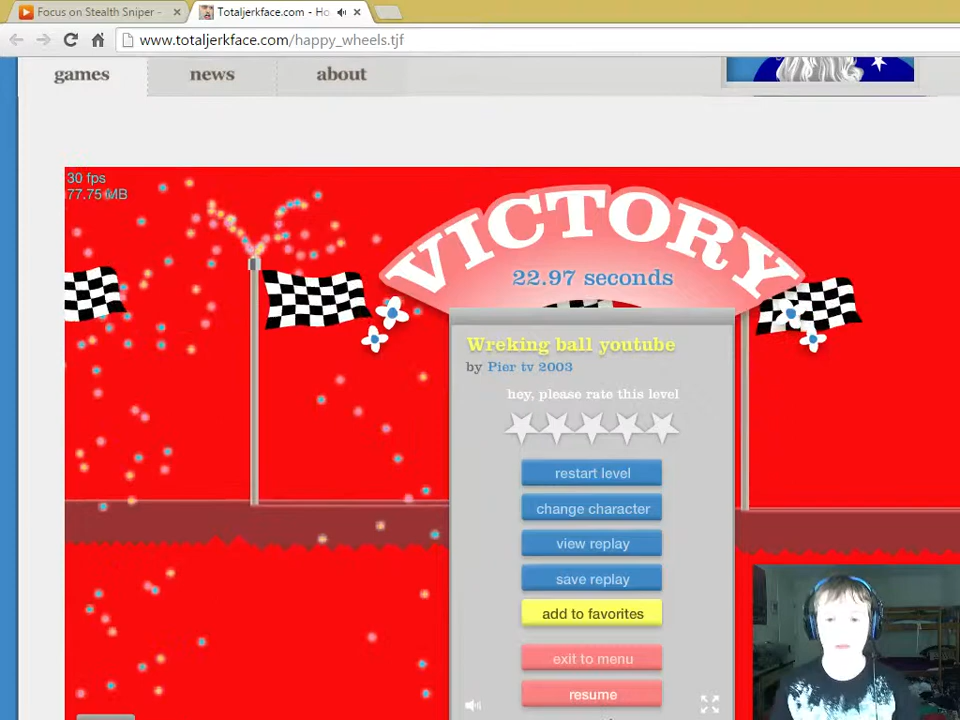 Focus on Stealth Sniper -
Totaljerkface.com - Ho
www.totaljerkface.com/happy_wheels.tjf
games
news
about
30 fps
77.75 MB
VICTORY
22.97 seconds
Wreking ball youtube
by Pier tv 2003
hey, please rate this level
restart level
change character
view replay
save replay
add to favorites
exit to menu
resume